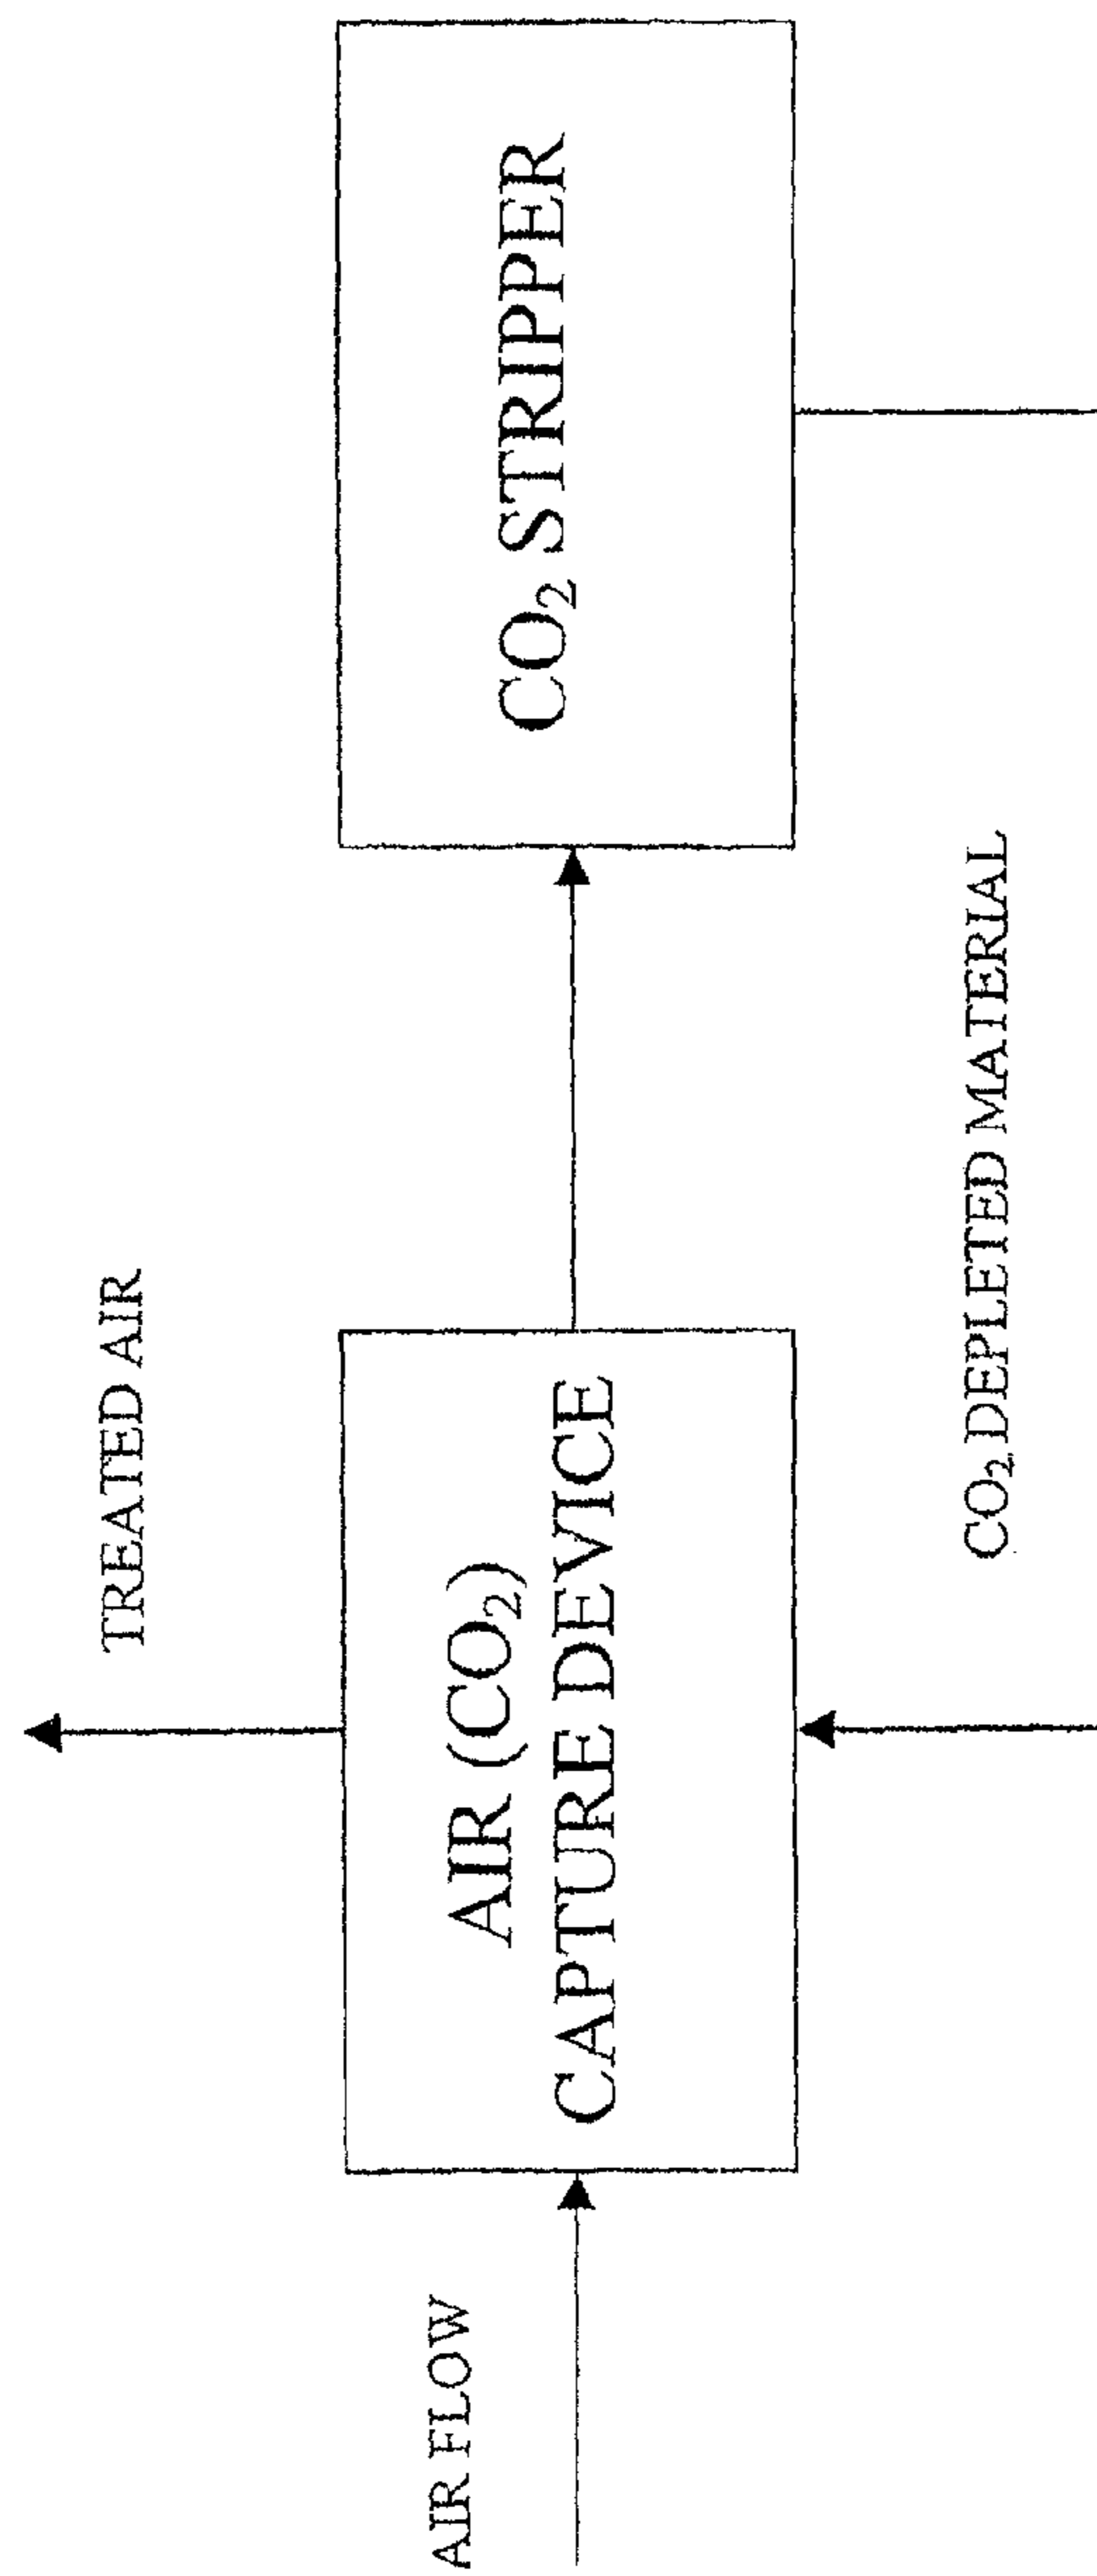 TREATED AIR
AIR FLOW
AIR (CO₂)
CAPTURE DEVICE
CO₂ STRIPPER
CO₂ DEPLETED MATERIAL